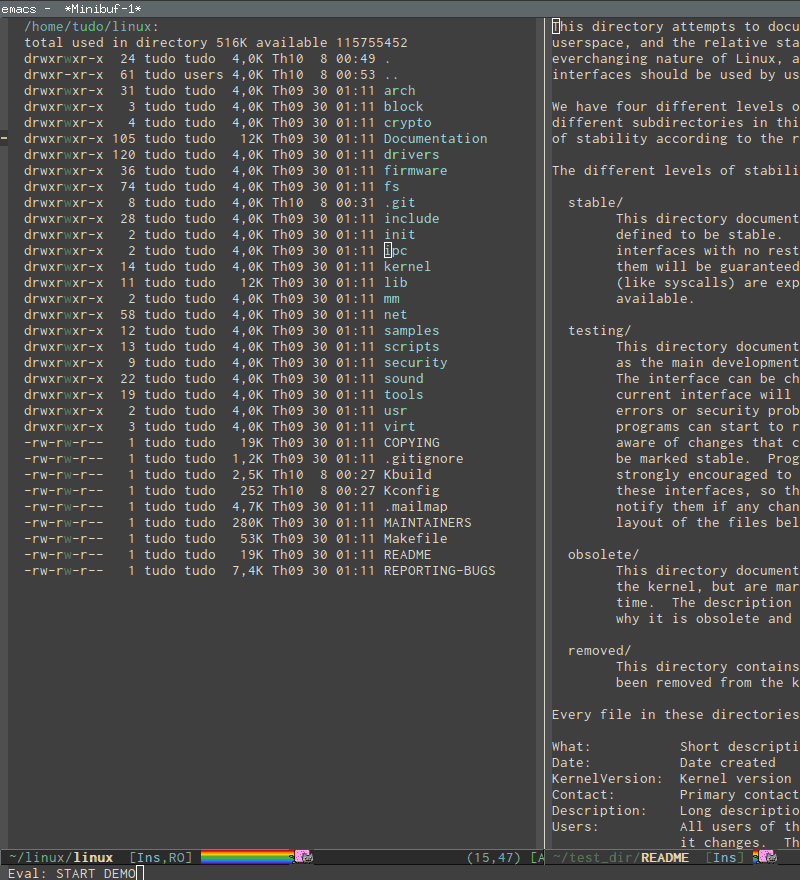 emacs -  *Minibuf-1*
/home/tudo/linux:
total used in directory 516K available 115755452
drwxrwxr-x  24 tudo tudo  4,0K Th10  8 00:49 .
drwxr-xr-x  61 tudo users 4,0K Th10  8 00:53 ..
drwxrwxr-x  31 tudo tudo  4,0K Th09 30 01:11 arch
drwxrwxr-x   3 tudo tudo  4,0K Th09 30 01:11 block
drwxrwxr-x   4 tudo tudo  4,0K Th09 30 01:11 crypto
drwxrwxr-x 105 tudo tudo   12K Th09 30 01:11 Documentation
drwxrwxr-x 120 tudo tudo  4,0K Th09 30 01:11 drivers
drwxrwxr-x  36 tudo tudo  4,0K Th09 30 01:11 firmware
drwxrwxr-x  74 tudo tudo  4,0K Th09 30 01:11 fs
drwxrwxr-x   8 tudo tudo  4,0K Th10  8 00:31 .git
drwxrwxr-x  28 tudo tudo  4,0K Th09 30 01:11 include
drwxrwxr-x   2 tudo tudo  4,0K Th09 30 01:11 init
drwxrwxr-x   2 tudo tudo  4,0K Th09 30 01:11 ipc
drwxrwxr-x  14 tudo tudo  4,0K Th09 30 01:11 kernel
drwxrwxr-x  11 tudo tudo   12K Th09 30 01:11 lib
drwxrwxr-x   2 tudo tudo  4,0K Th09 30 01:11 mm
drwxrwxr-x  58 tudo tudo  4,0K Th09 30 01:11 net
drwxrwxr-x  12 tudo tudo  4,0K Th09 30 01:11 samples
drwxrwxr-x  13 tudo tudo  4,0K Th09 30 01:11 scripts
drwxrwxr-x   9 tudo tudo  4,0K Th09 30 01:11 security
drwxrwxr-x  22 tudo tudo  4,0K Th09 30 01:11 sound
drwxrwxr-x  19 tudo tudo  4,0K Th09 30 01:11 tools
drwxrwxr-x   2 tudo tudo  4,0K Th09 30 01:11 usr
drwxrwxr-x   3 tudo tudo  4,0K Th09 30 01:11 virt
-rw-rw-r--   1 tudo tudo   19K Th09 30 01:11 COPYING
-rw-rw-r--   1 tudo tudo  1,2K Th09 30 01:11 .gitignore
-rw-rw-r--   1 tudo tudo  2,5K Th10  8 00:27 Kbuild
-rw-rw-r--   1 tudo tudo   252 Th10  8 00:27 Kconfig
-rw-rw-r--   1 tudo tudo  4,7K Th09 30 01:11 .mailmap
-rw-rw-r--   1 tudo tudo  280K Th09 30 01:11 MAINTAINERS
-rw-rw-r--   1 tudo tudo   53K Th09 30 01:11 Makefile
-rw-rw-r--   1 tudo tudo   19K Th09 30 01:11 README
-rw-rw-r--   1 tudo tudo  7,4K Th09 30 01:11 REPORTING-BUGS
~/linux/linux  [Ins,RO]  (15,47) [A
This directory attempts to docu
userspace, and the relative sta
everchanging nature of Linux, a
interfaces should be used by us
We have four different levels o
different subdirectories in thi
of stability according to the r
The different levels of stabili
stable/
This directory document
defined to be stable.
interfaces with no rest
them will be guaranteed
(like syscalls) are exp
available.
testing/
This directory document
as the main development
The interface can be ch
current interface will
errors or security prob
programs can start to r
aware of changes that c
be marked stable.  Prog
strongly encouraged to
these interfaces, so th
notify them if any chan
layout of the files bel
obsolete/
This directory document
the kernel, but are mar
time.  The description
why it is obsolete and
removed/
This directory contains
been removed from the k
Every file in these directories
What:           Short descripti
Date:           Date created
KernelVersion:  Kernel version
Contact:        Primary contact
Description:    Long descriptio
Users:          All users of th
it changes.  Th
~/test_dir/README  [Ins]
Eval: START DEMO